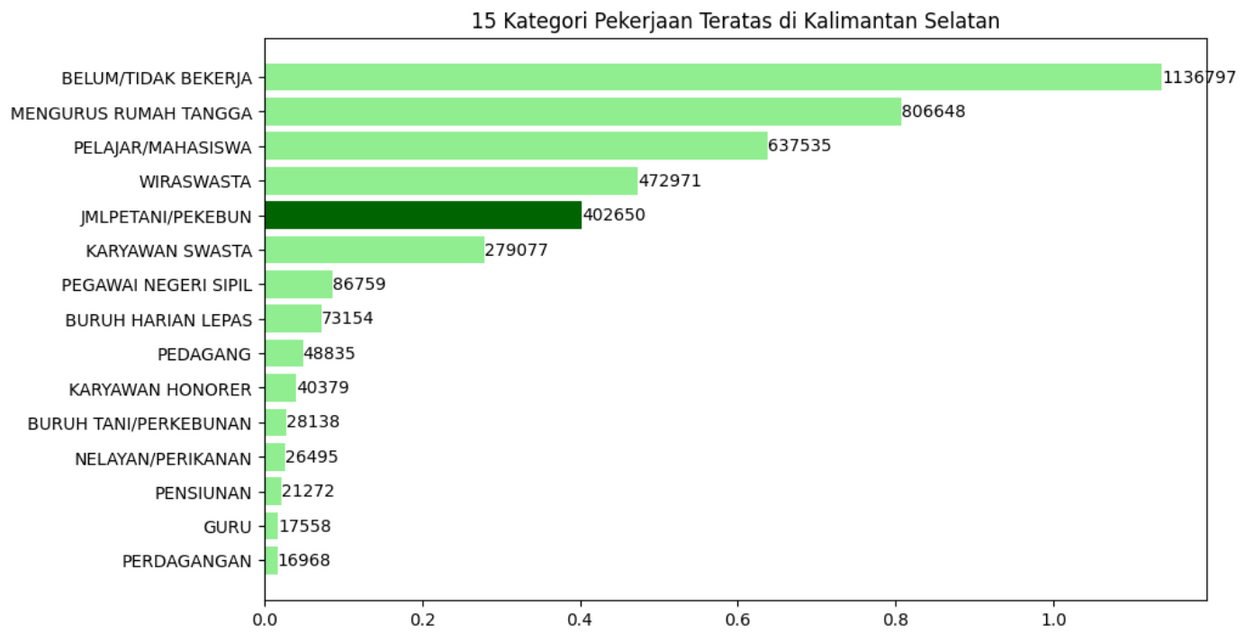 15 Kategori Pekerjaan Teratas di Kalimantan Selatan
BELUM/TIDAK BEKERJA 1136797
MENGURUS RUMAH TANGGA 806648
PELAJAR/MAHASISWA 637535
WIRASWASTA 472971
JMLPETANI/PEKEBUN 402650
KARYAWAN SWASTA 279077
PEGAWAI NEGERI SIPIL 86759
BURUH HARIAN LEPAS 73154
PEDAGANG 48835
KARYAWAN HONORER 40379
BURUH TANI/PERKEBUNAN 28138
NELAYAN/PERIKANAN 26495
PENSIUNAN 21272
GURU 17558
PERDAGANGAN 16968
0.0 0.2 0.4 0.6 0.8 1.0